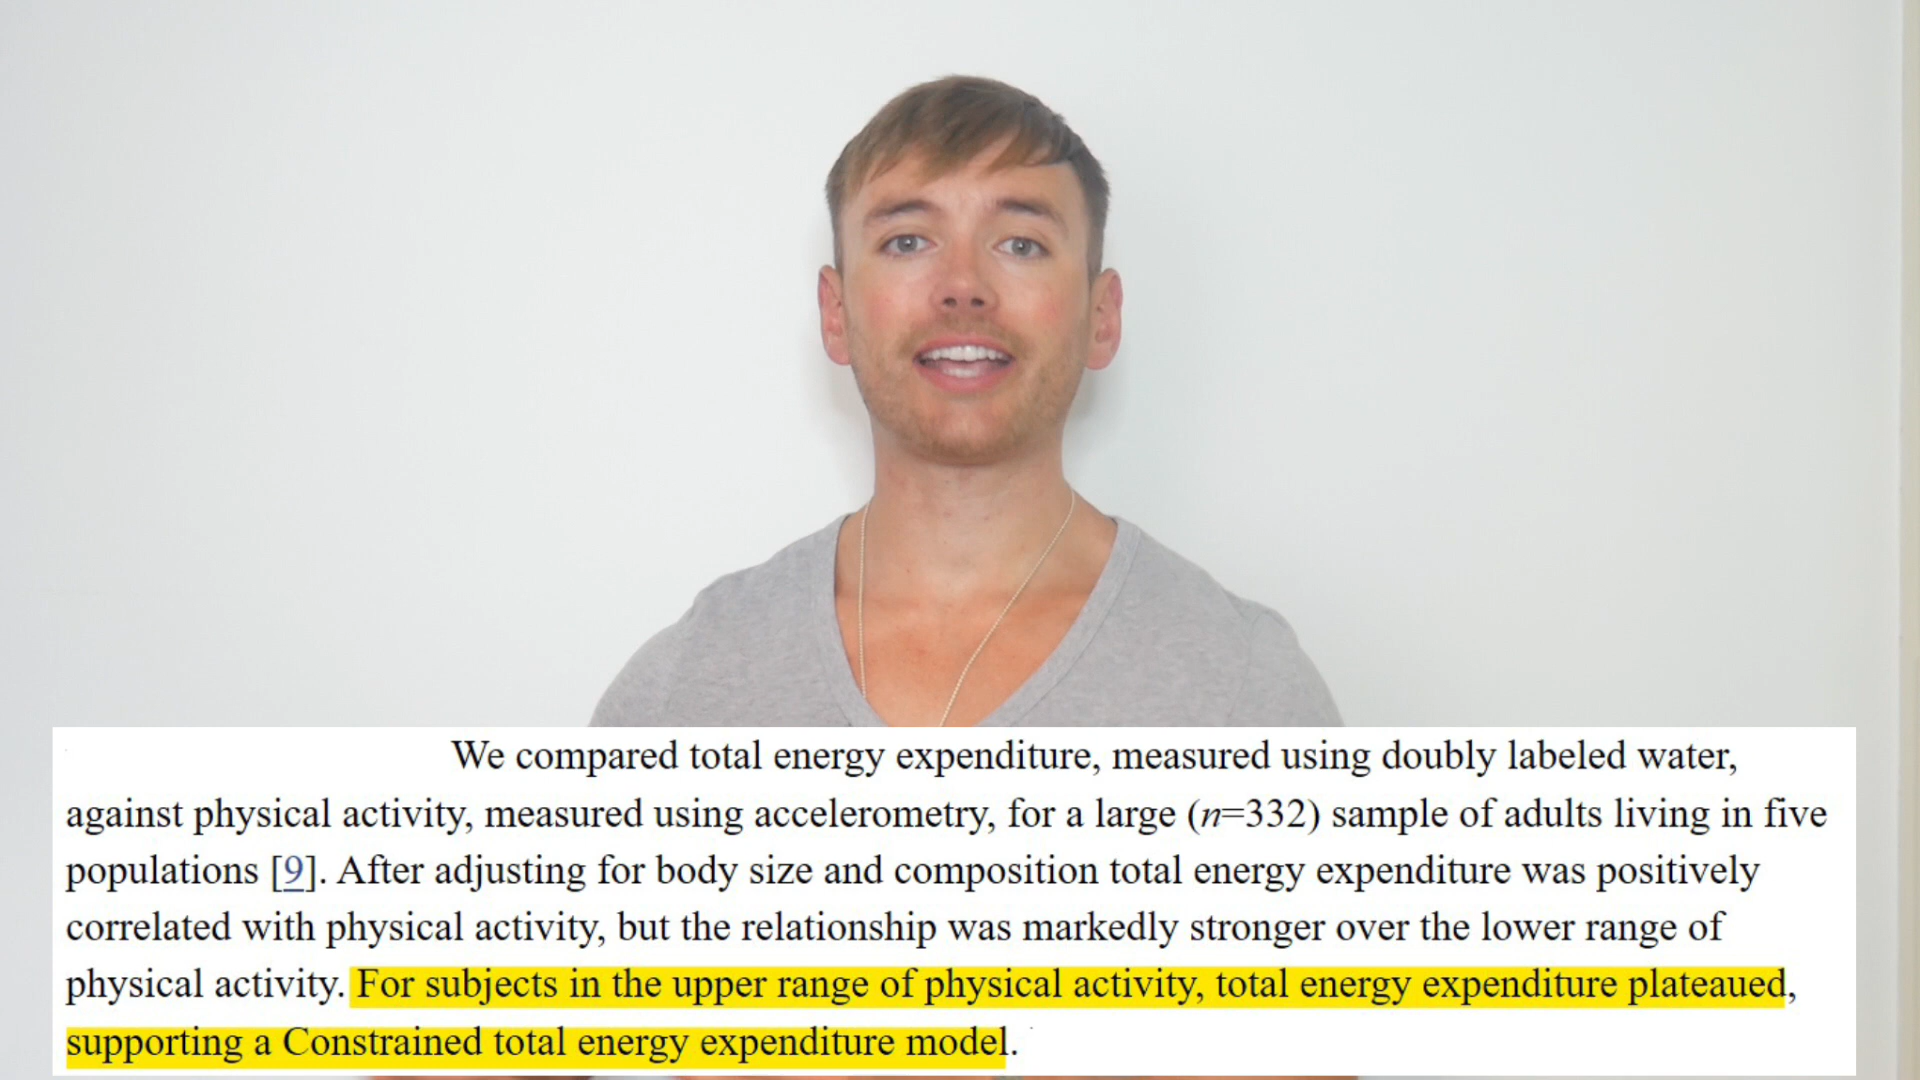 We compared total energy expenditure, measured using doubly labeled water,
against physical activity, measured using accelerometry, for a large (n=332) sample of adults living in five
populations [9]. After adjusting for body size and composition total energy expenditure was positively
correlated with physical activity, but the relationship was markedly stronger over the lower range of
physical activity. For subjects in the upper range of physical activity, total energy expenditure plateaued,
supporting a Constrained total energy expenditure model.